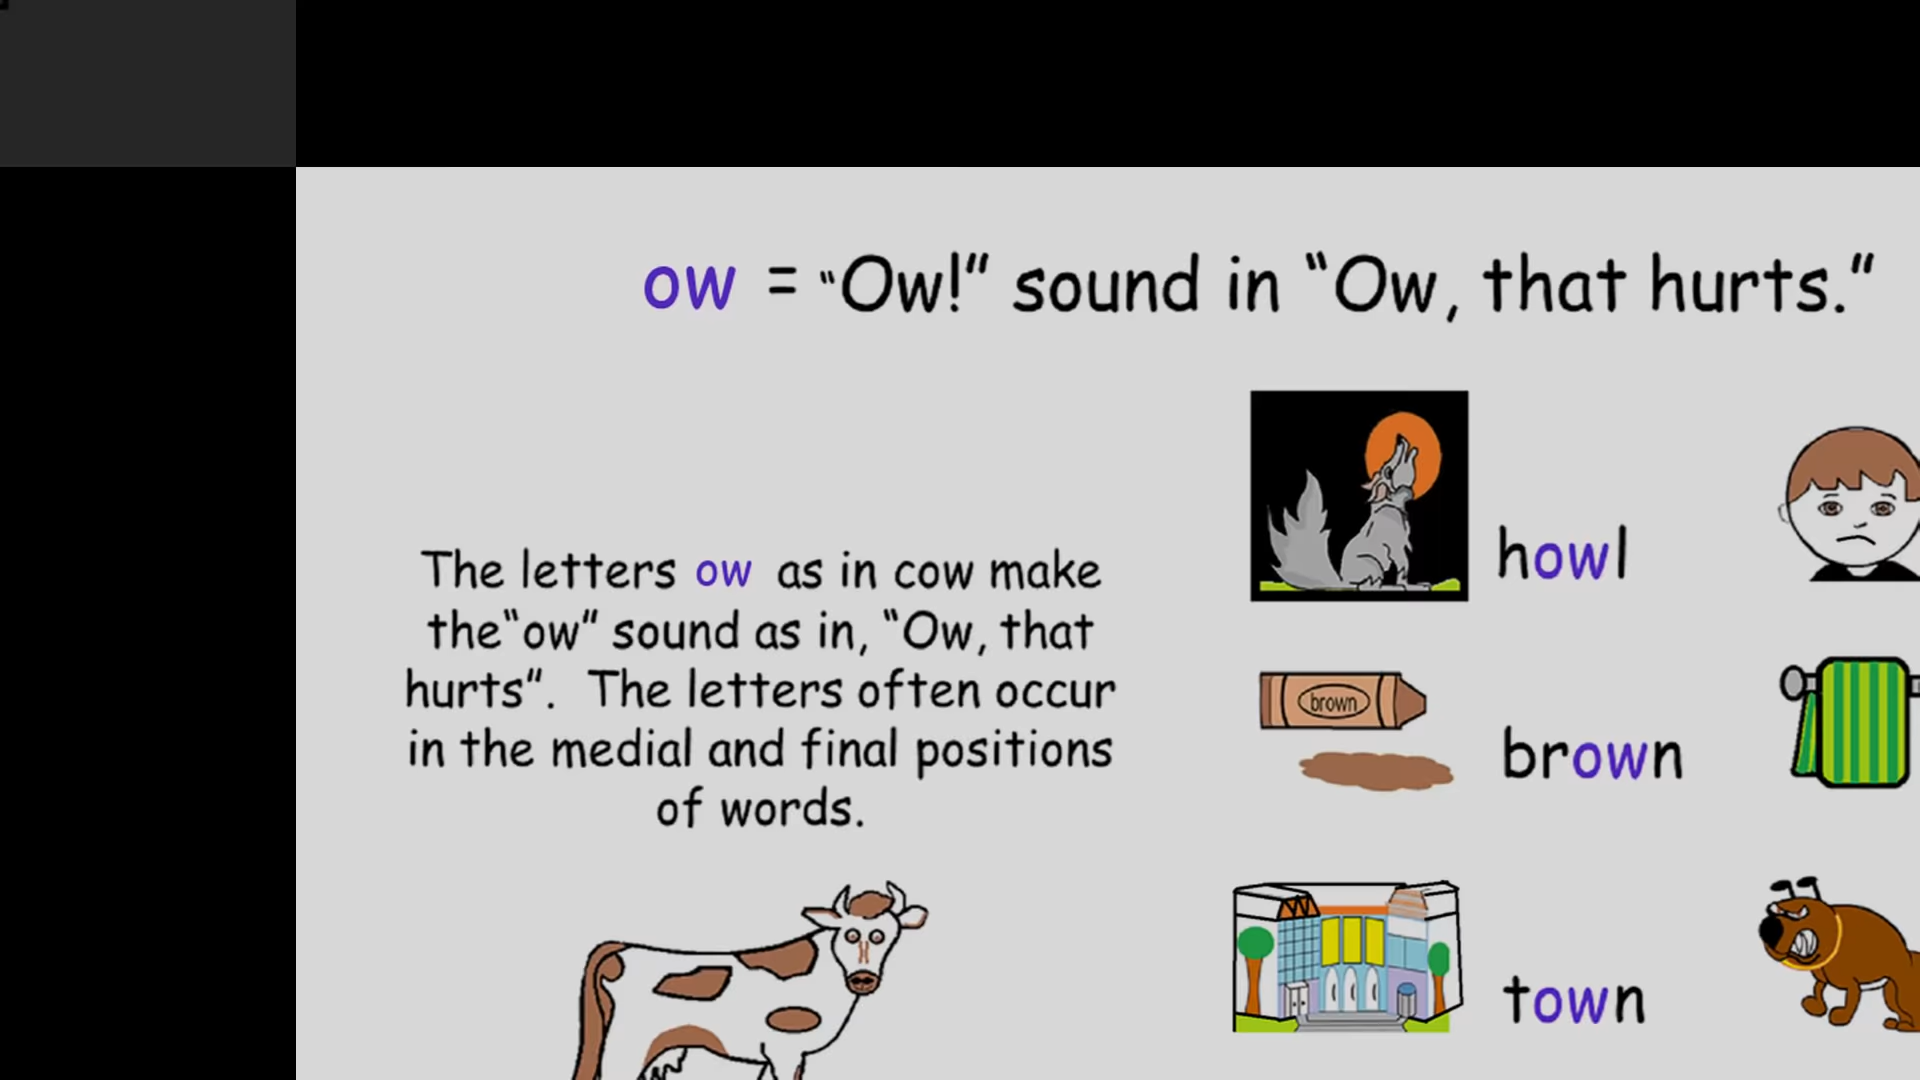 ow = "Ow!" sound in "Ow, that hurts."
The letters ow as in cow make
the"ow" sound as in, "Ow, that
hurts". The letters often occur
in the medial and final positions
of words.
howl
brown
brown
town